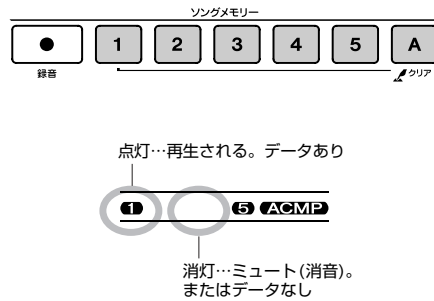 ソングメモリー
1 2 3 4 5 A
録音 クリア
点灯…再生される。データあり
1 5 ACMP
消灯…ミュート(消音)。
またはデータなし